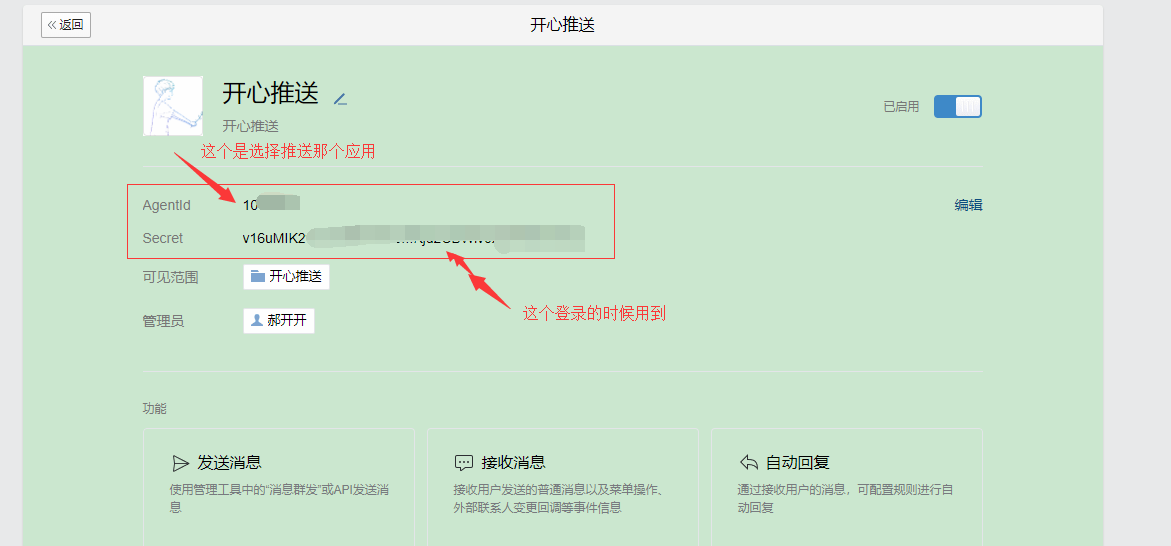 返回
开心推送
开心推送
开心推送
已启用
这个是选择推送那个应用
AgentId 10
编辑
Secret v16uMIK2
可见范围 开心推送
这个登录的时候用到
管理员 郝开开
功能
发送消息
使用管理工具中的“消息群发”或API发送消
息
接收消息
接收用户发送的普通消息以及菜单操作、
外部联系人变更回调等事件信息
自动回复
通过接收用户的消息，可配置规则进行自
动回复